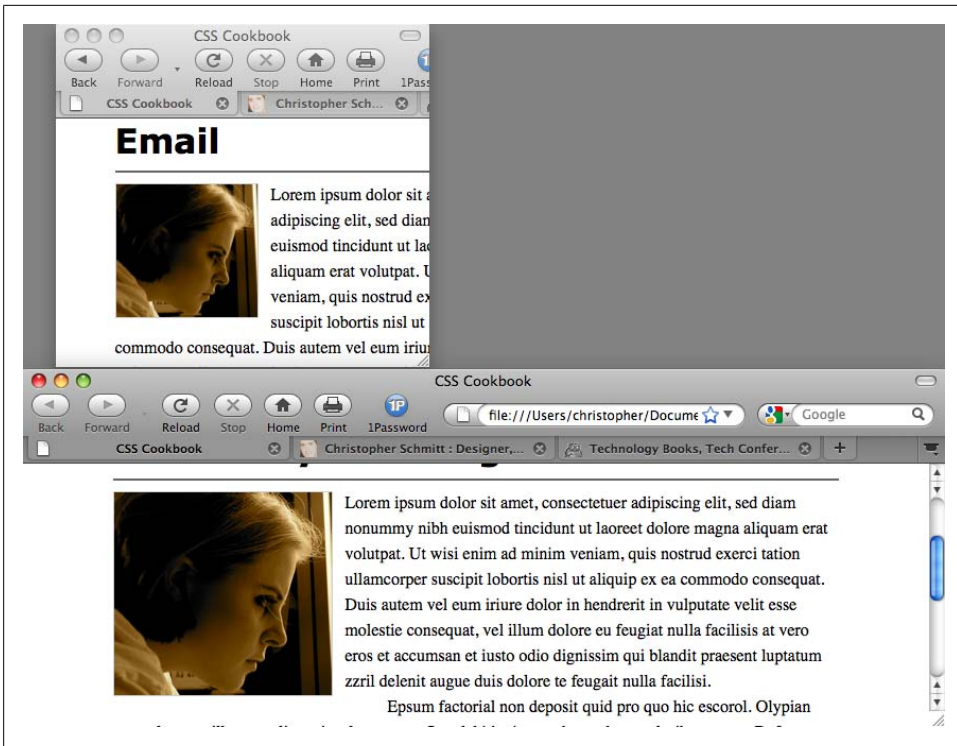 CSS Cookbook
Back Forward Reload Stop Home Print 1Pass
CSS Cookbook Christopher Sch...
Email
Lorem ipsum dolor sit a
adipiscing elit, sed dian
euismod tincidunt ut lao
aliquam erat volutpat. U
veniam, quis nostrud ex
suscipit lobortis nisl ut
commodo consequat. Duis autem vel eum iriur
CSS Cookbook
1P file:///Users/christopher/Docume Google
Back Forward Reload Stop Home Print 1Password
CSS Cookbook Christopher Schmitt : Designer,... Technology Books, Tech Confer... +
Lorem ipsum dolor sit amet, consectetuer adipiscing elit, sed diam
nonummy nibh euismod tincidunt ut laoreet dolore magna aliquam erat
volutpat. Ut wisi enim ad minim veniam, quis nostrud exerci tation
ullamcorper suscipit lobortis nisl ut aliquip ex ea commodo consequat.
Duis autem vel eum iriure dolor in hendrerit in vulputate velit esse
molestie consequat, vel illum dolore eu feugiat nulla facilisis at vero
eros et accumsan et iusto odio dignissim qui blandit praesent luptatum
zzril delenit augue duis dolore te feugait nulla facilisi.
Epsum factorial non deposit quid pro quo hic escorol. Olypian